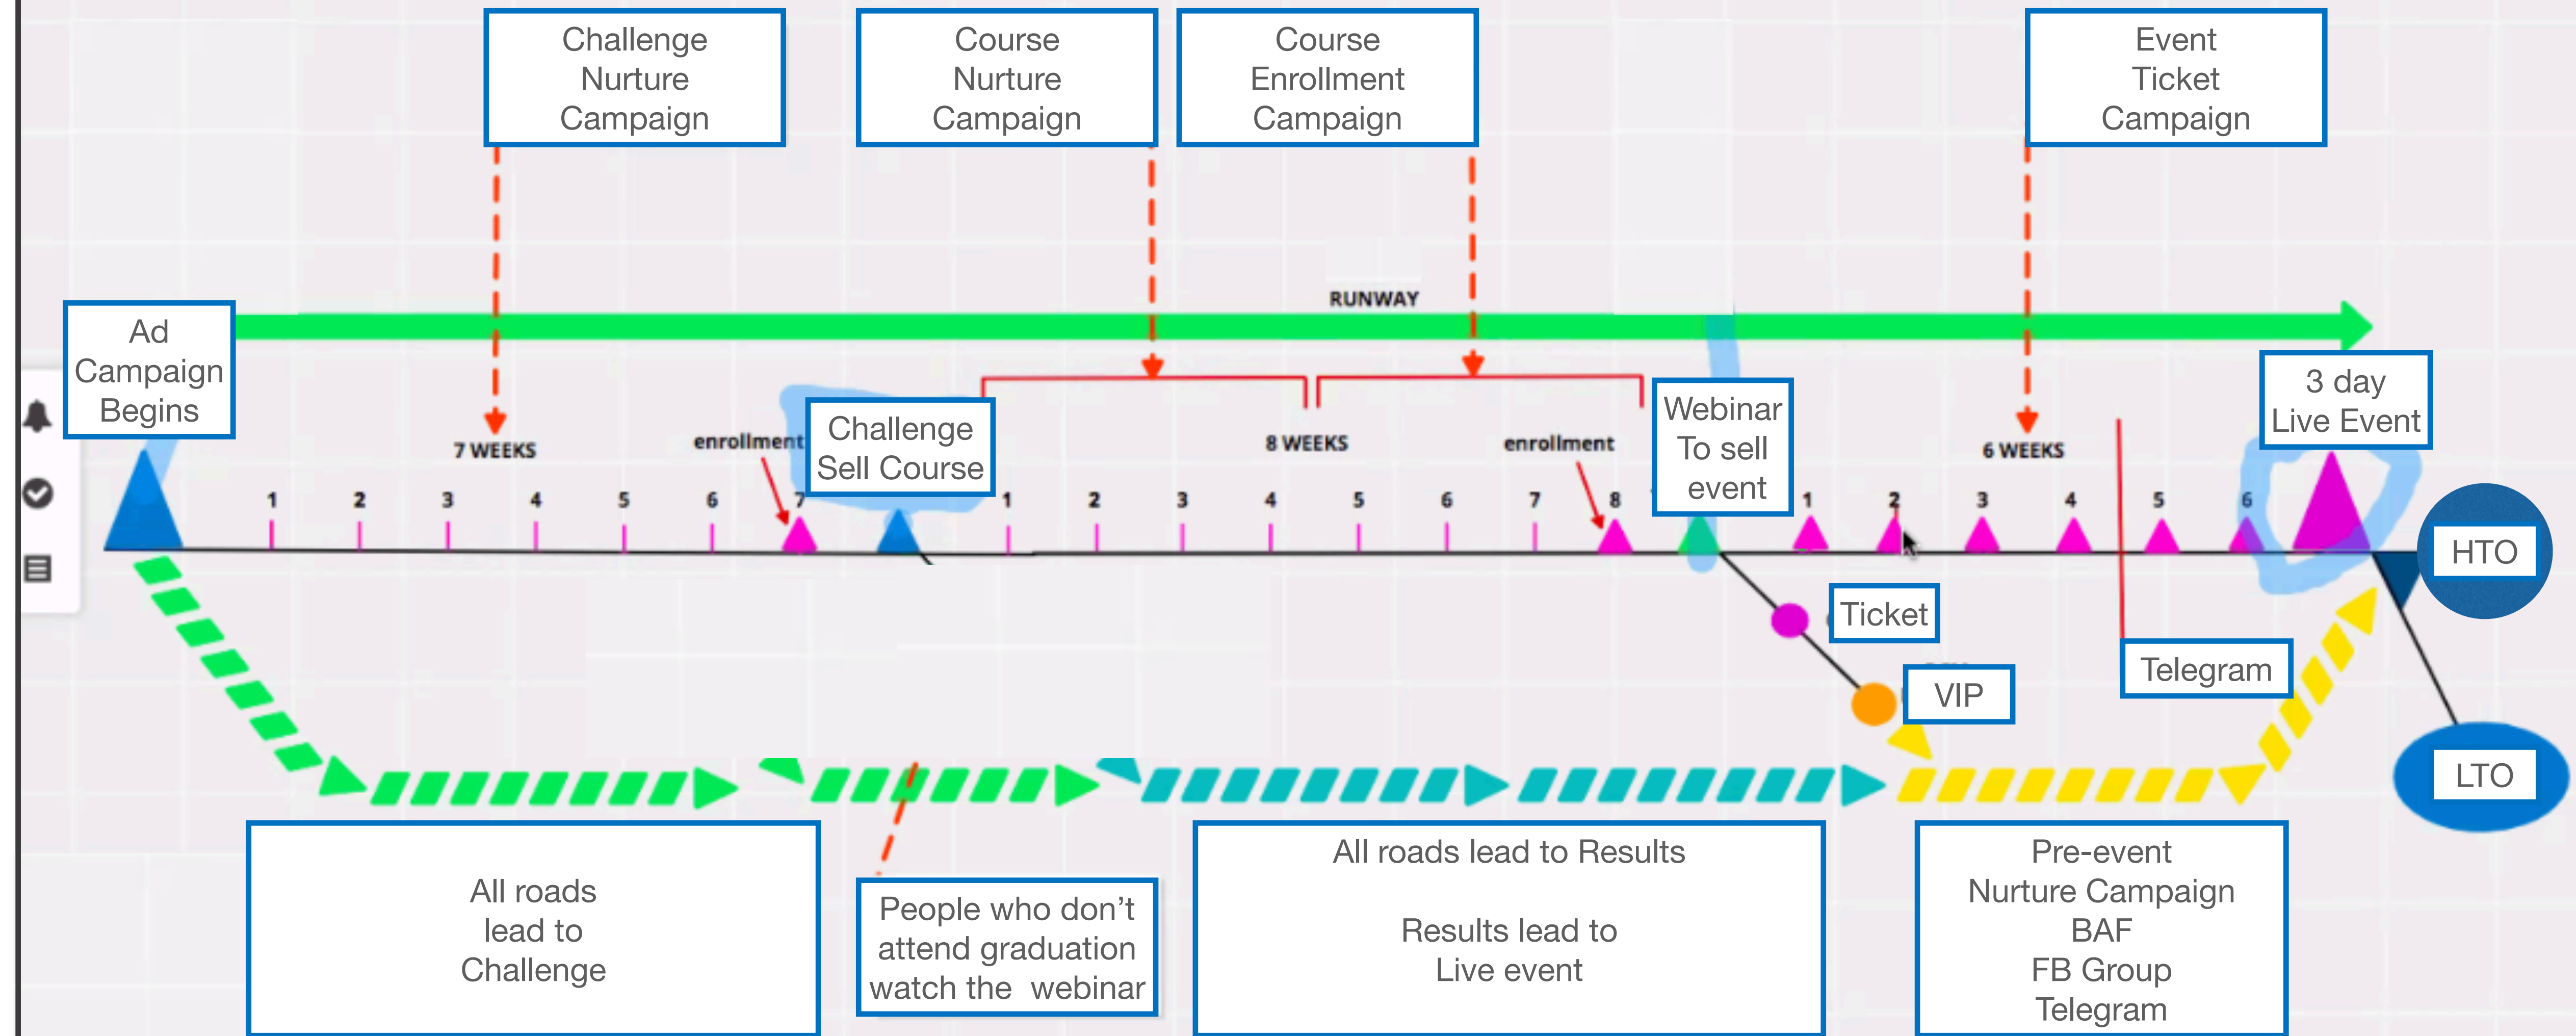 Challenge
Nurture
Campaign
Course
Nurture
Campaign
Course
Enrollment
Campaign
Event
Ticket
Campaign
RUNWAY
Ad
Campaign
Begins
7 WEEKS
enrollment
Challenge
Sell Course
8 WEEKS
enrollment
Webinar
To sell
event
6 WEEKS
3 day
Live Event
1 2 3 4 5 6 7 1 2 3 4 5 6 7 8 1 2 3 4 5 6
HTO
Ticket
Telegram
VIP
LTO
All roads
lead to
Challenge
People who don’t
attend graduation
watch the  webinar
All roads lead to Results
Results lead to
Live event
Pre-event
Nurture Campaign
BAF
FB Group
Telegram